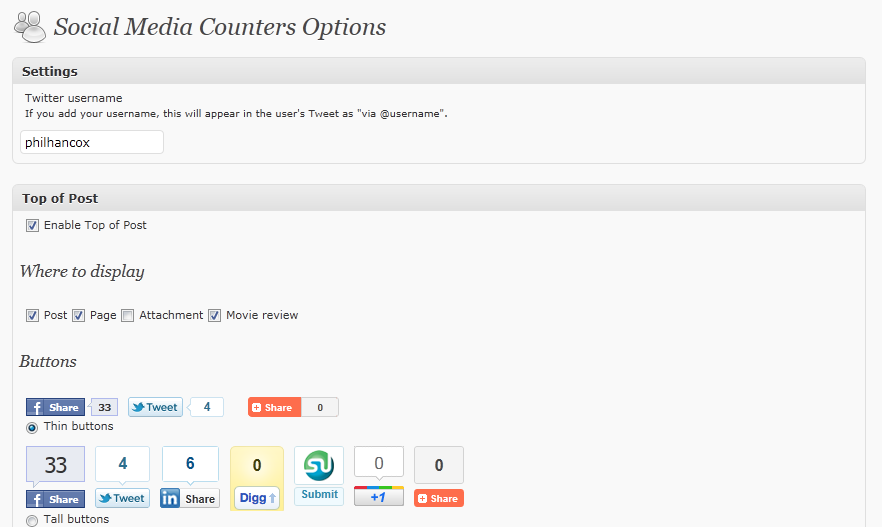 Social Media Counters Options
Settings
Twitter username
If you add your username, this will appear in the user's Tweet as "via @username".
philhancox
Top of Post
Enable Top of Post
Where to display
Post Page Attachment Movie review
Buttons
f Share 33 Tweet 4 Share 0
Thin buttons
33 4 6 0 0 0
f Share Tweet in Share Digg Submit +1 Share
Tall buttons